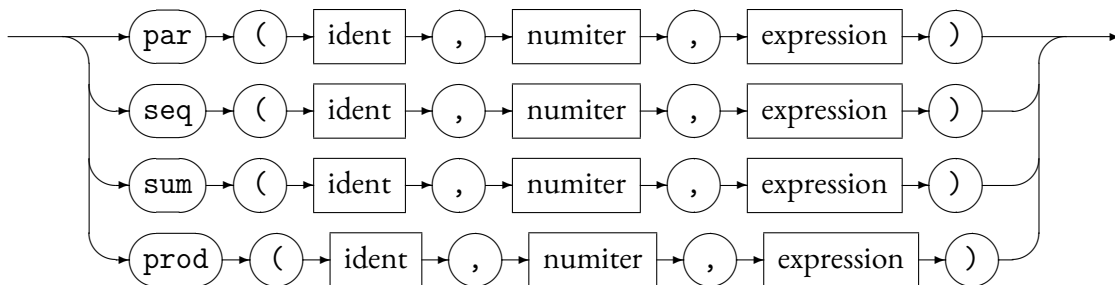 par ( ident , numiter , expression )
seq ( ident , numiter , expression )
sum ( ident , numiter , expression )
prod ( ident , numiter , expression )